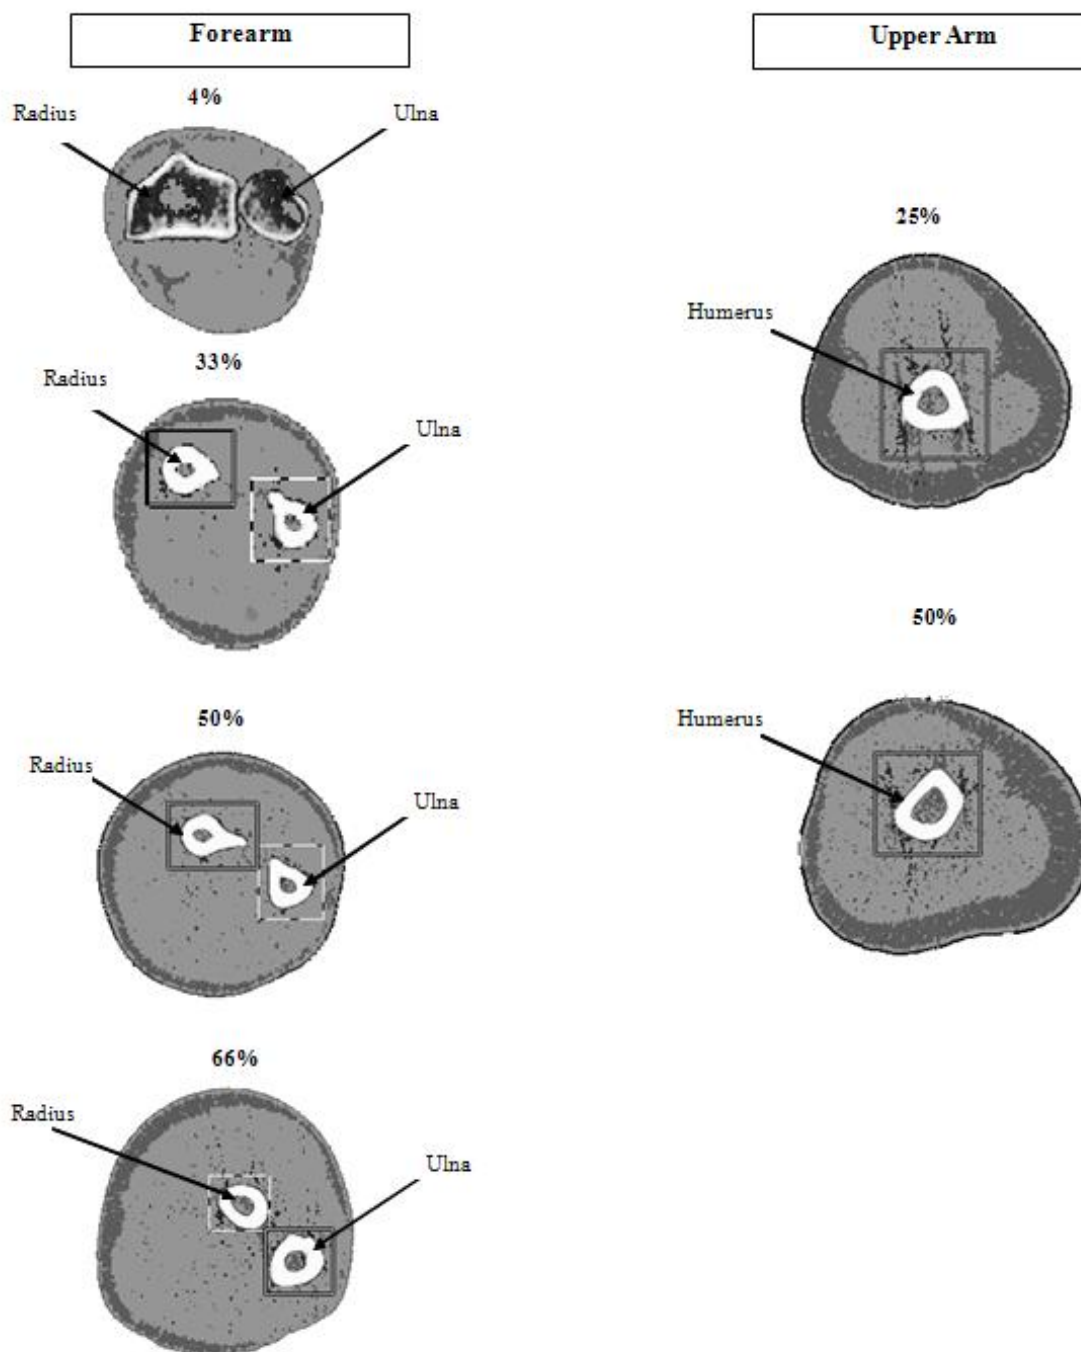 Forearm
4%
Radius
Ulna
33%
Radius
Ulna
50%
Radius
Ulna
66%
Radius
Ulna
Upper Arm
25%
Humerus
50%
Humerus